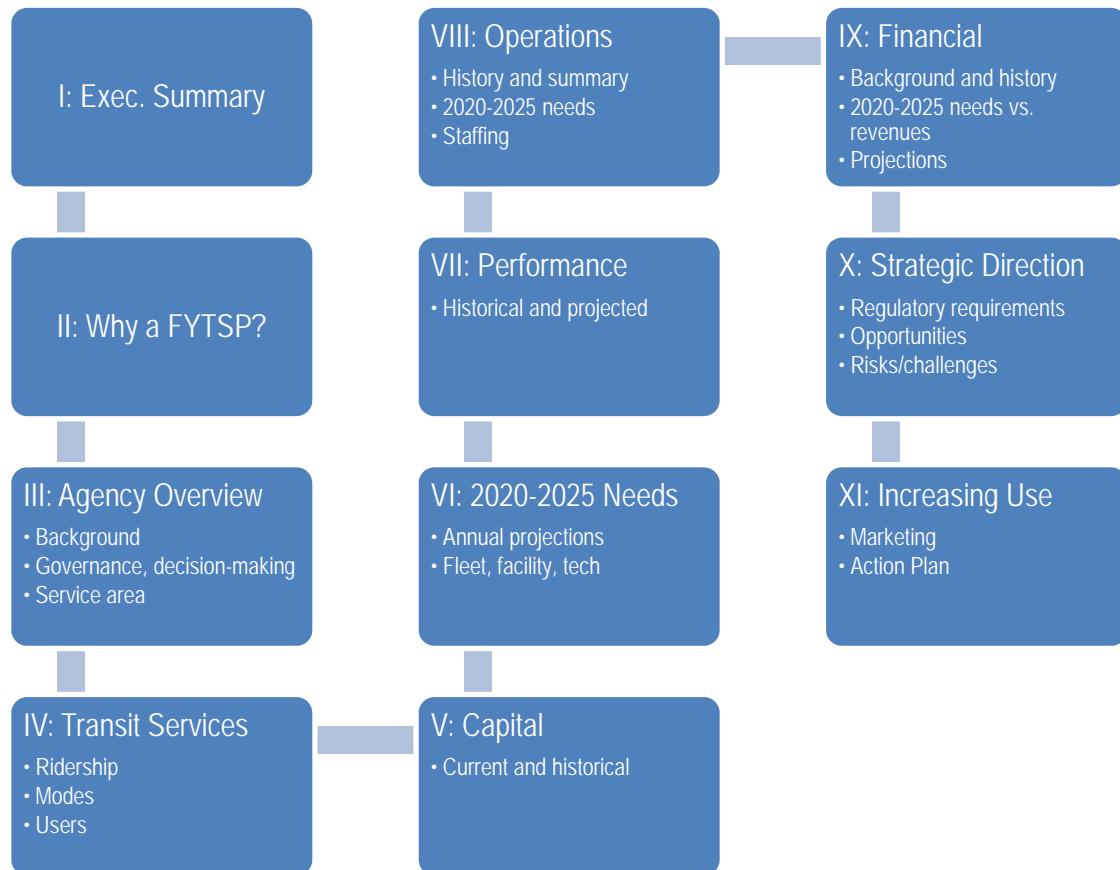 I: Exec. Summary
II: Why a FYTSP?
III: Agency Overview
• Background
• Governance, decision-making
• Service area
IV: Transit Services
• Ridership
• Modes
• Users
V: Capital
• Current and historical
VI: 2020-2025 Needs
• Annual projections
• Fleet, facility, tech
VII: Performance
• Historical and projected
VIII: Operations
• History and summary
• 2020-2025 needs
• Staffing
IX: Financial
• Background and history
• 2020-2025 needs vs.
revenues
• Projections
X: Strategic Direction
• Regulatory requirements
• Opportunities
• Risks/challenges
XI: Increasing Use
• Marketing
• Action Plan